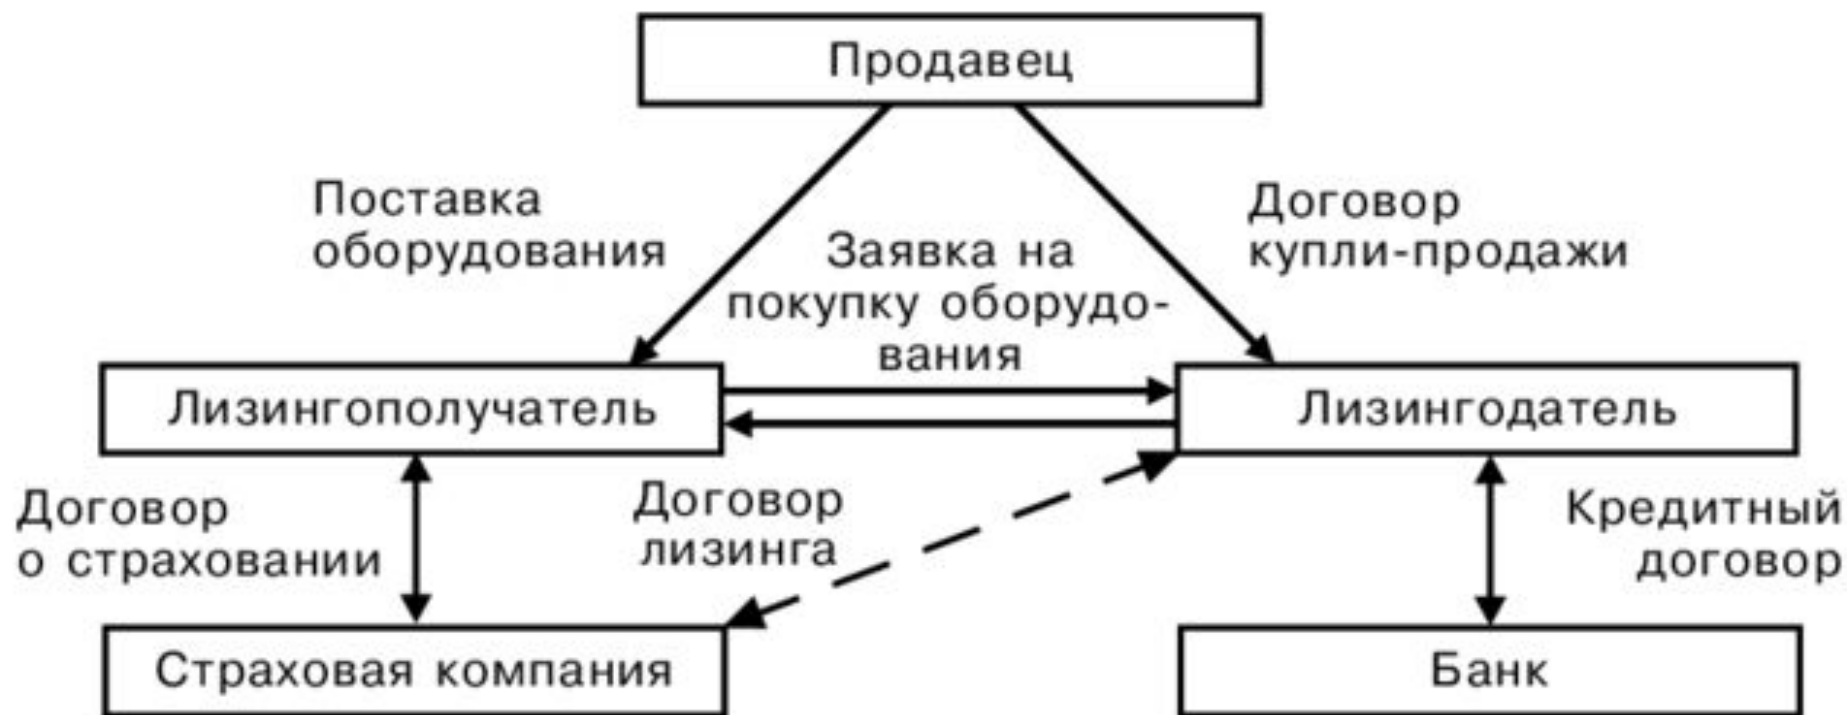 Продавец
Поставка
оборудования
Договор
купли-продажи
Заявка на
покупку оборудо-
вания
Лизингополучатель
Лизингодатель
Договор
о страховании
Договор
лизинга
Кредитный
договор
Страховая компания
Банк